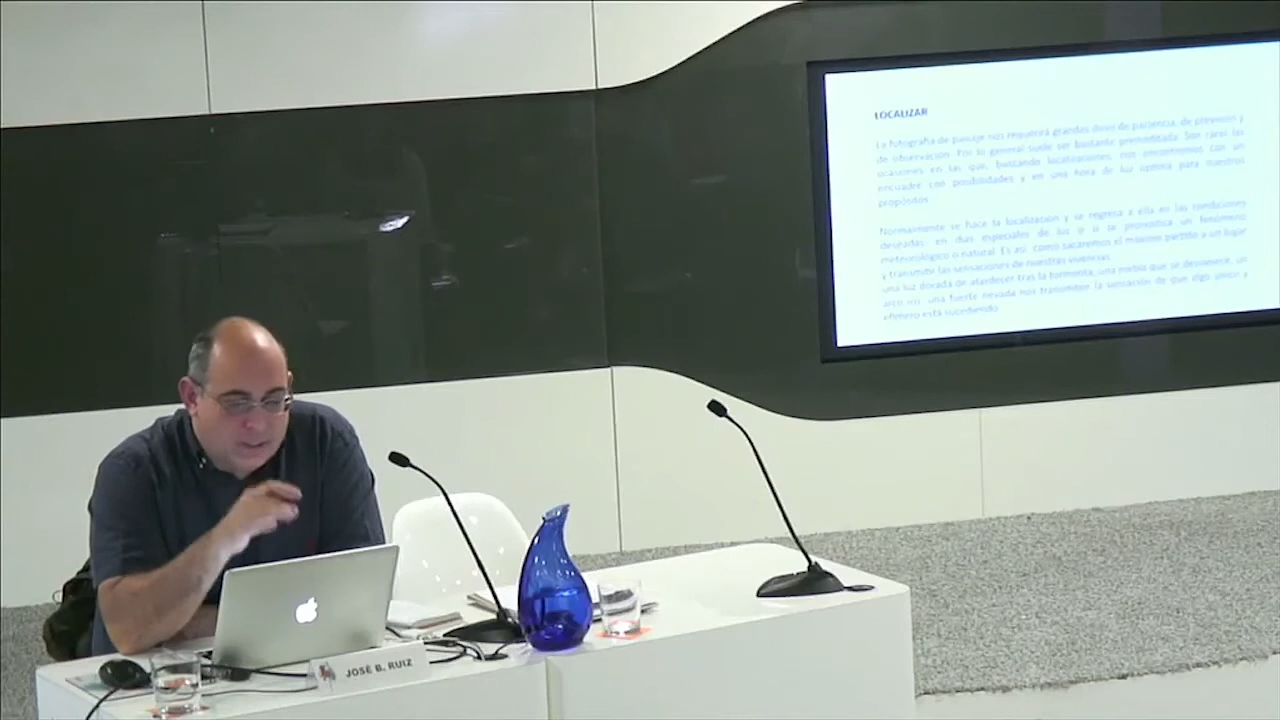 LOCALIZAR
La fotografía de paisaje nos requerirá grandes dosis de paciencia, de previsión y
de observación. Por lo general suele ser bastante premeditada. Son raras las
ocasiones en las que, buscando localizaciones, nos encontremos con un
encuadre con posibilidades y en una hora de luz óptima para nuestros
propósitos.
Normalmente se hace la localización y se regresa a ella en las condiciones
deseadas: en días especiales de luz o si se pronostica un fenómeno
meteorológico o natural. Es así como sacaremos el máximo partido a un lugar
y transmitir las sensaciones de nuestras vivencias.
una luz dorada de atardecer tras la tormenta, una niebla que se desvanece, un
arco iris, una fuerte nevada nos transmiten la sensación de que algo único y
efímero está sucediendo.
JOSÉ B. RUIZ